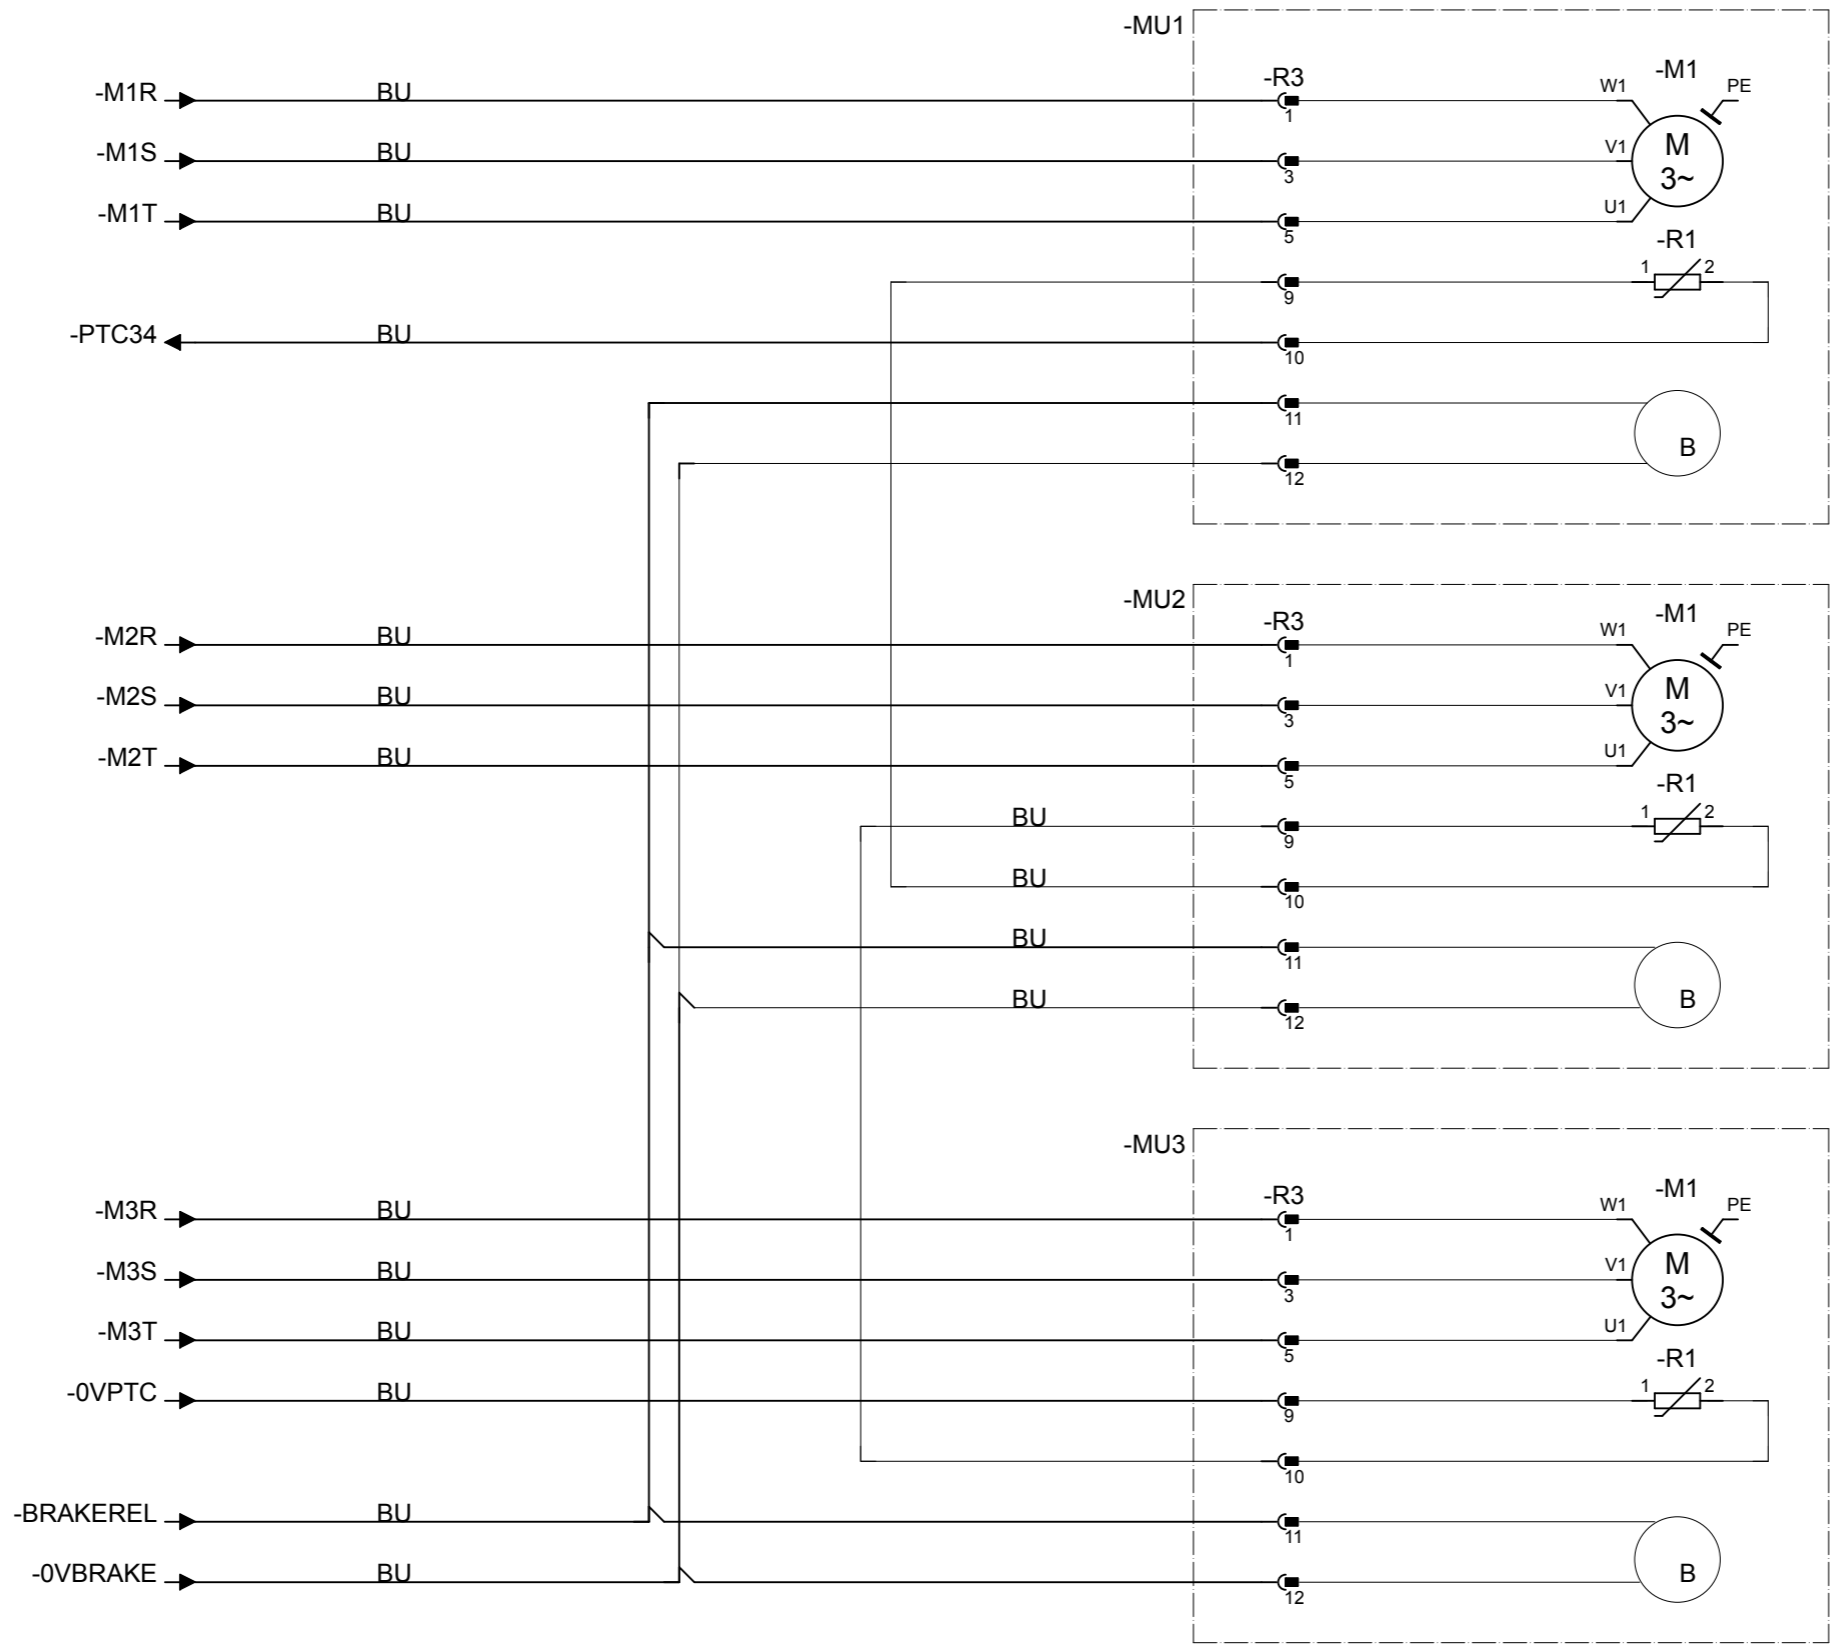 -MU1
-R3
-M1
-M1R BU 1 W1 PE
-M1S BU 3 V1 M
3~
-M1T BU 5 U1
-R1
9 1 2
-PTC34 BU 10
11
B
12
-MU2
-R3
-M1
-M2R BU 1 W1 PE
-M2S BU 3 V1 M
3~
-M2T BU 5 U1
-R1
BU 9 1 2
BU 10
BU 11
B
BU 12
-MU3
-R3
-M1
-M3R BU 1 W1 PE
-M3S BU 3 V1 M
3~
-M3T BU 5 U1
-R1
-0VPTC BU 9 1 2
10
-BRAKEREL BU 11
B
-0VBRAKE BU 12